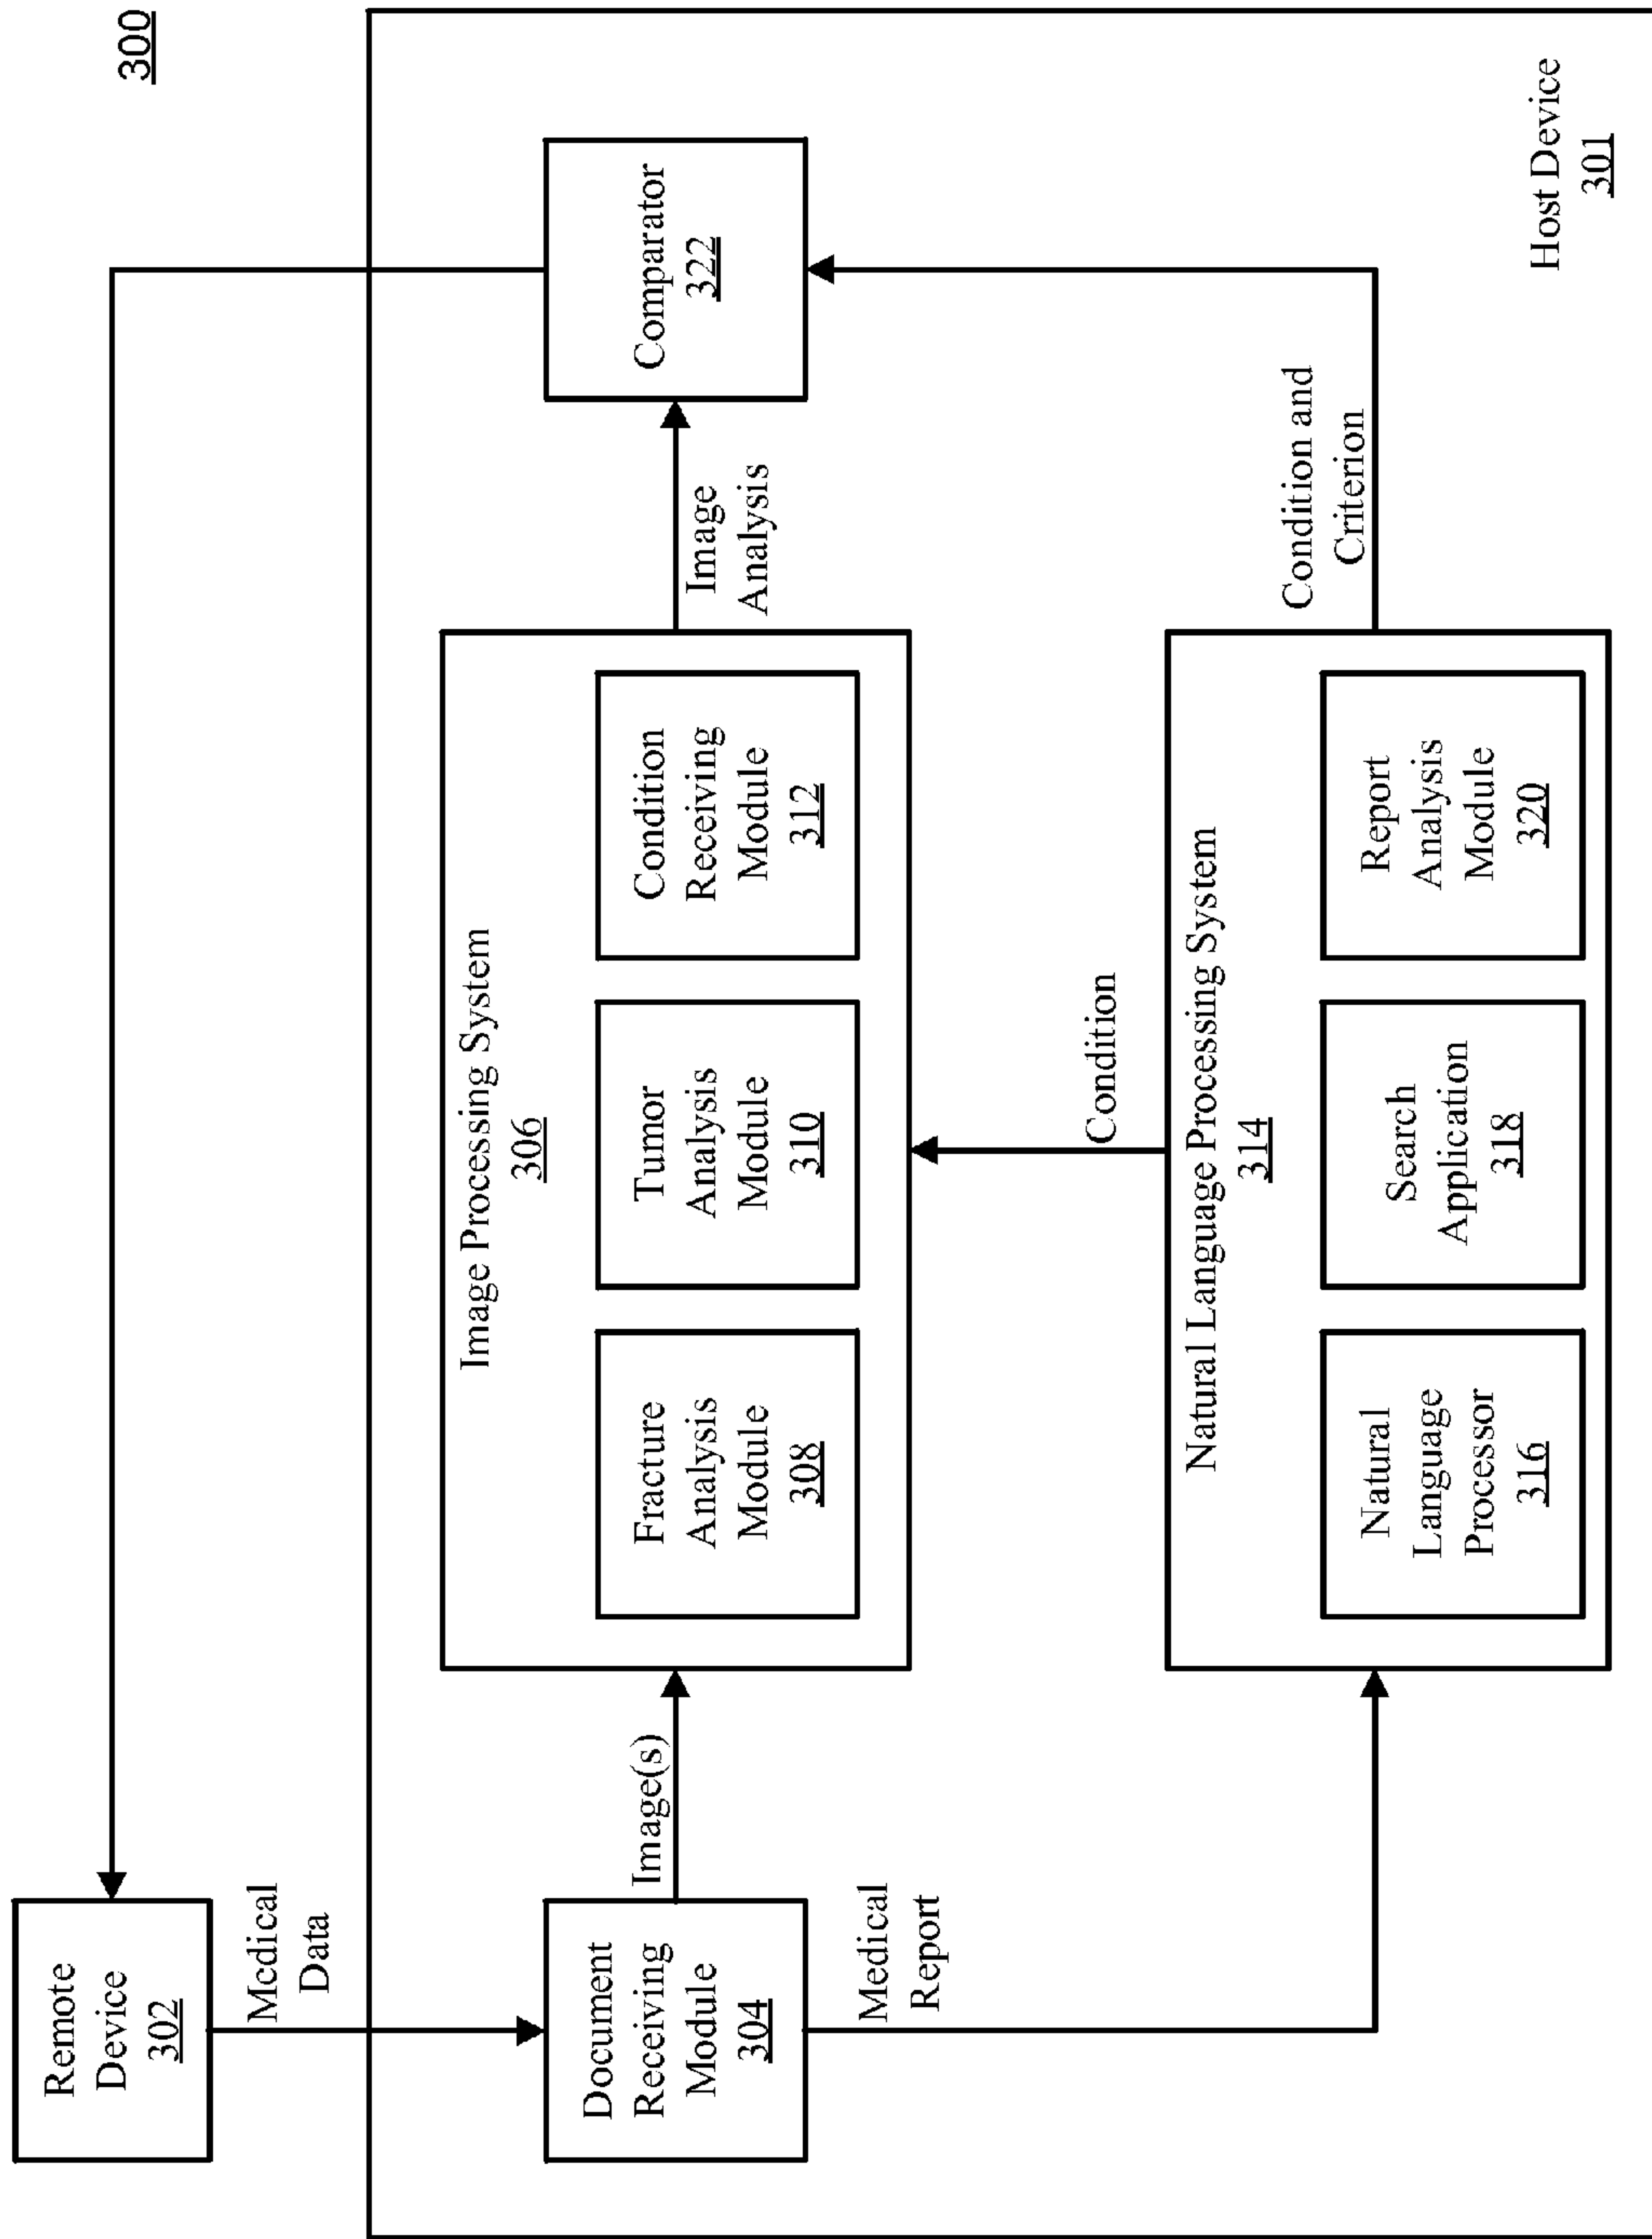 300
Remote
Device
302
Medical
Data
Document
Receiving
Module
304
Image(s)
Medical
Report
Image Processing System
306
Fracture
Analysis
Module
308
Tumor
Analysis
Module
310
Condition
Receiving
Module
312
Image
Analysis
Comparator
322
Condition
Natural Language Processing System
314
Natural
Language
Processor
316
Search
Application
318
Report
Analysis
Module
320
Condition and
Criterion
Host Device
301